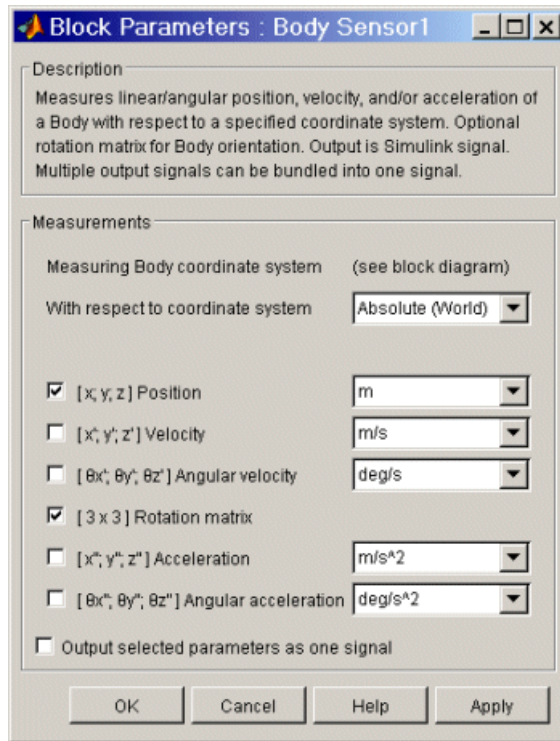 Block Parameters : Body Sensor1
Description
Measures linear/angular position, velocity, and/or acceleration of
a Body with respect to a specified coordinate system. Optional
rotation matrix for Body orientation. Output is Simulink signal.
Multiple output signals can be bundled into one signal.
Measurements
Measuring Body coordinate system (see block diagram)
With respect to coordinate system Absolute (World)
[ x; y; z ] Position m
[ x'; y'; z' ] Velocity m/s
[ θx'; θy'; θz' ] Angular velocity deg/s
[ 3 x 3 ] Rotation matrix
[ x''; y''; z'' ] Acceleration m/s^2
[ θx''; θy''; θz'' ] Angular acceleration deg/s^2
Output selected parameters as one signal
OK Cancel Help Apply